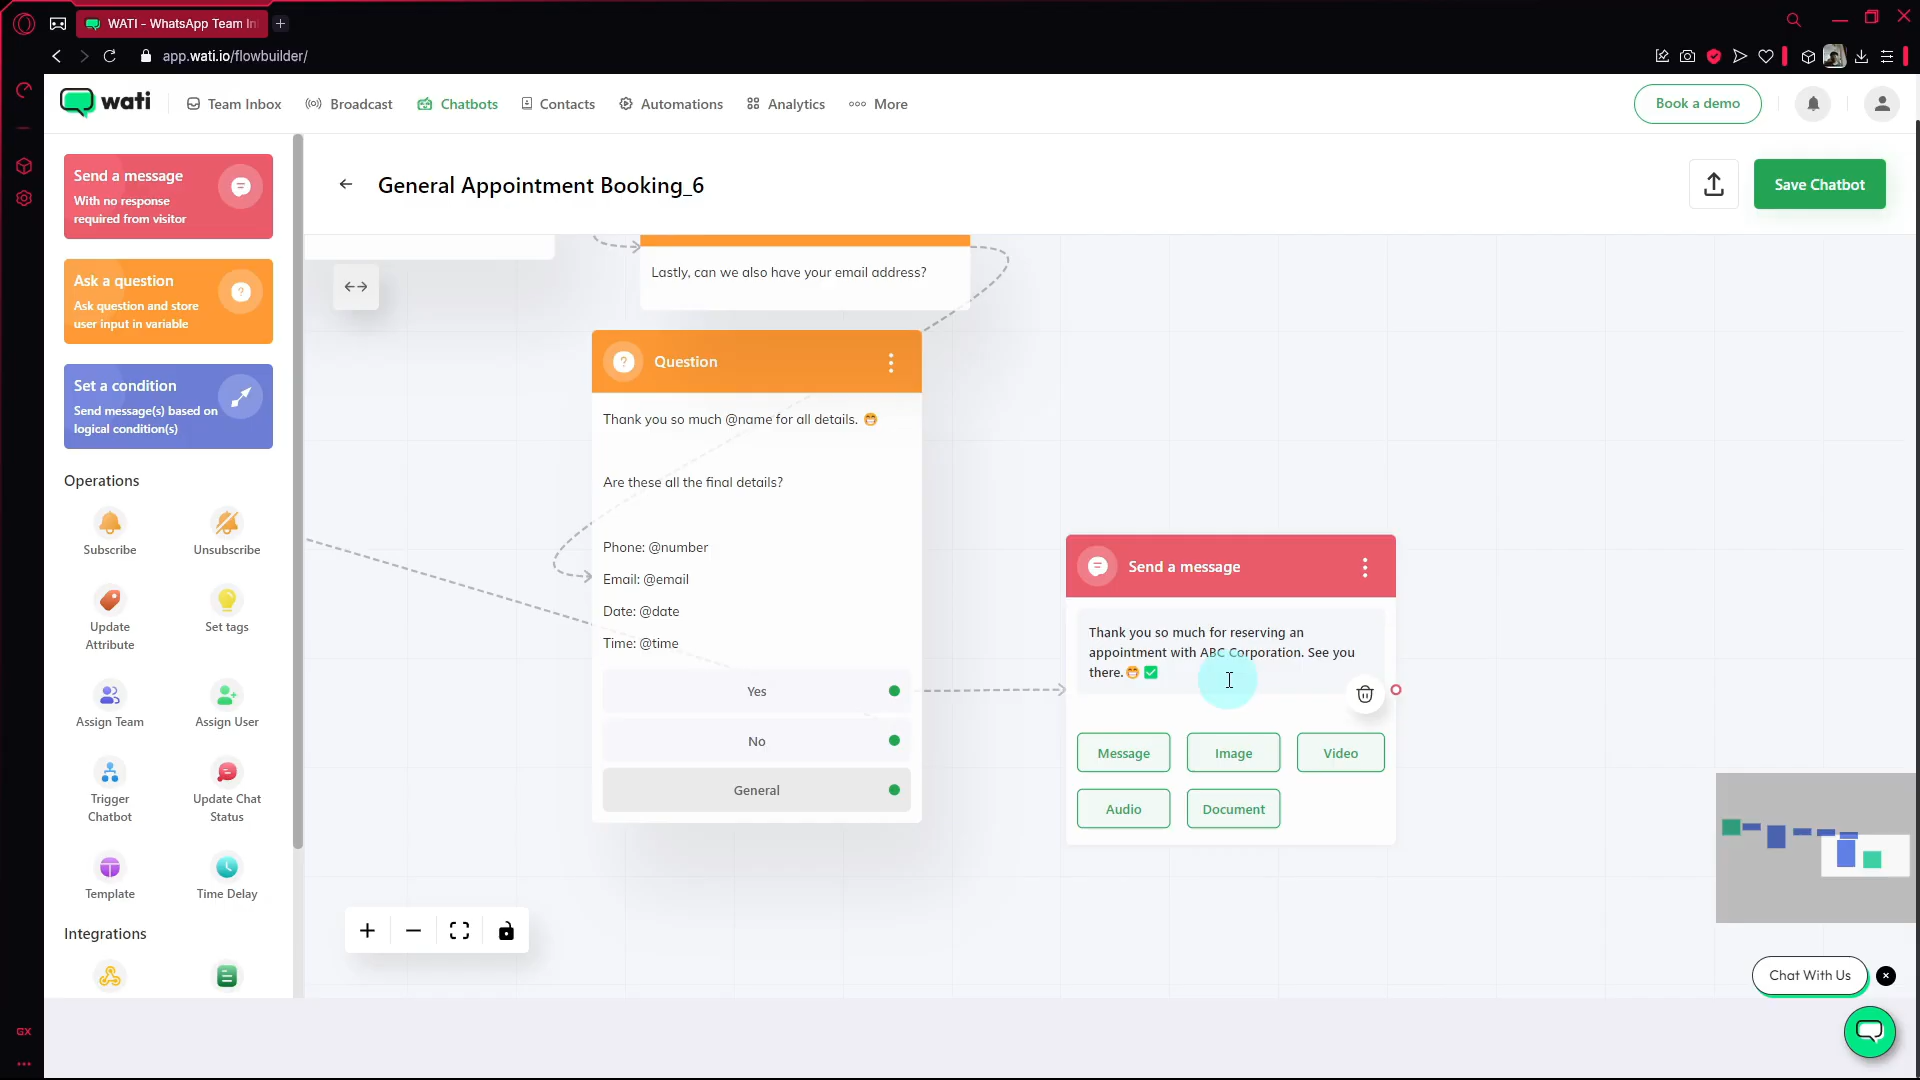 WATI - WhatsApp Team In
app.wati.io/flowbuilder/
wati
Team Inbox
Broadcast
Chatbots
Contacts
Automations
Analytics
More
Book a demo
Send a message
With no response
required from visitor
Ask a question
Ask question and store
user input in variable
Set a condition
Send message(s) based on
logical condition(s)
Operations
Subscribe
Unsubscribe
Update
Attribute
Set tags
Assign Team
Assign User
Trigger
Chatbot
Update Chat
Status
Template
Time Delay
Integrations
General Appointment Booking_6
Save Chatbot
Lastly, can we also have your email address?
Question
Thank you so much @name for all details. 😁
Are these all the final details?
Phone: @number
Email: @email
Date: @date
Time: @time
Yes
No
General
Send a message
Thank you so much for reserving an
appointment with ABC Corporation. See you
there. 😁 ✅
Message
Image
Video
Audio
Document
Chat With Us
GX